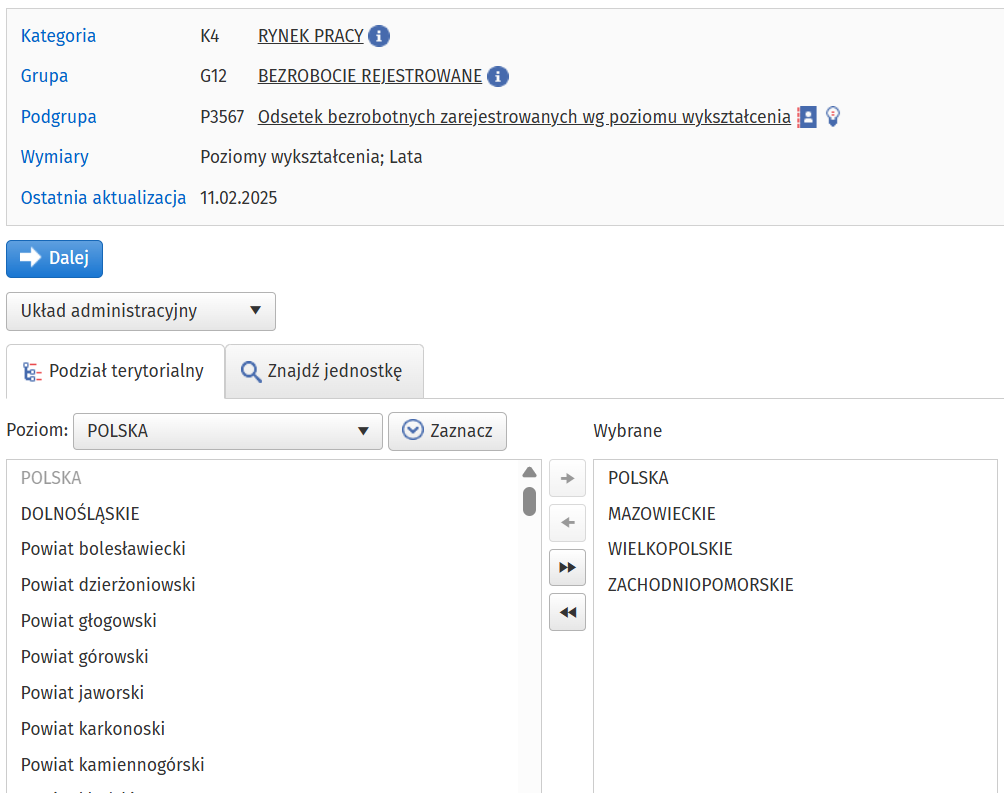 Kategoria K4 RYNEK PRACY
Grupa G12 BEZROBOCIE REJESTROWANE
Podgrupa P3567 Odsetek bezrobotnych zarejestrowanych wg poziomu wykształcenia
Wymiary Poziomy wykształcenia; Lata
Ostatnia aktualizacja 11.02.2025
Dalej
Układ administracyjny
Podział terytorialny Znajdź jednostkę
Poziom: POLSKA Zaznacz Wybrane
POLSKA
DOLNOŚLĄSKIE
Powiat bolesławiecki
Powiat dzierżoniowski
Powiat głogowski
Powiat górowski
Powiat jaworski
Powiat karkonoski
Powiat kamiennogórski
POLSKA
MAZOWIECKIE
WIELKOPOLSKIE
ZACHODNIOPOMORSKIE